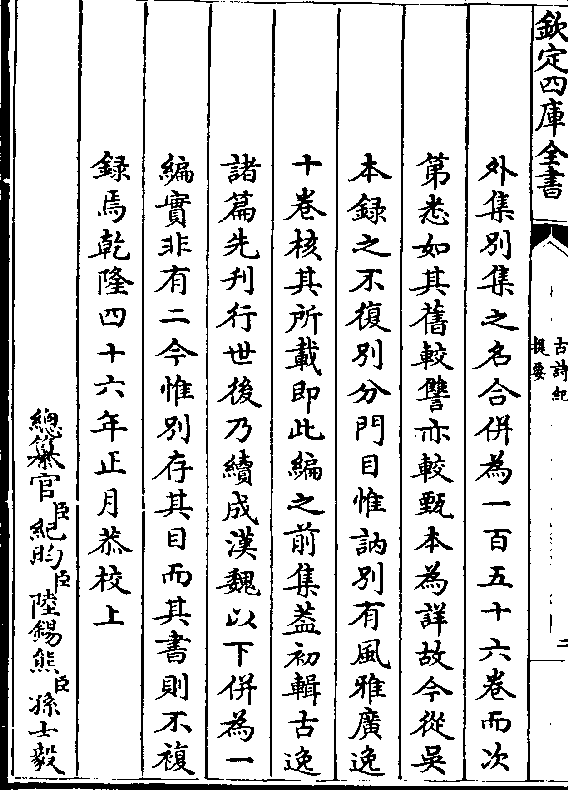 欽定四庫全書
古詩紀
提要
二
外集別集之名合併為一百五十六卷而次
第悉如其舊較讐亦較甄本為詳故今從吳
本録之不復別分門目惟訥別有風雅廣逸
十卷核其所載即此編之前集葢初輯古逸
諸篇先刋行世後乃續成漢魏以下併為一
編實非有二今惟別存其目而其書則不複
録焉乾隆四十六年正月恭校上
總纂官臣紀昀臣陸錫熊臣孫士毅